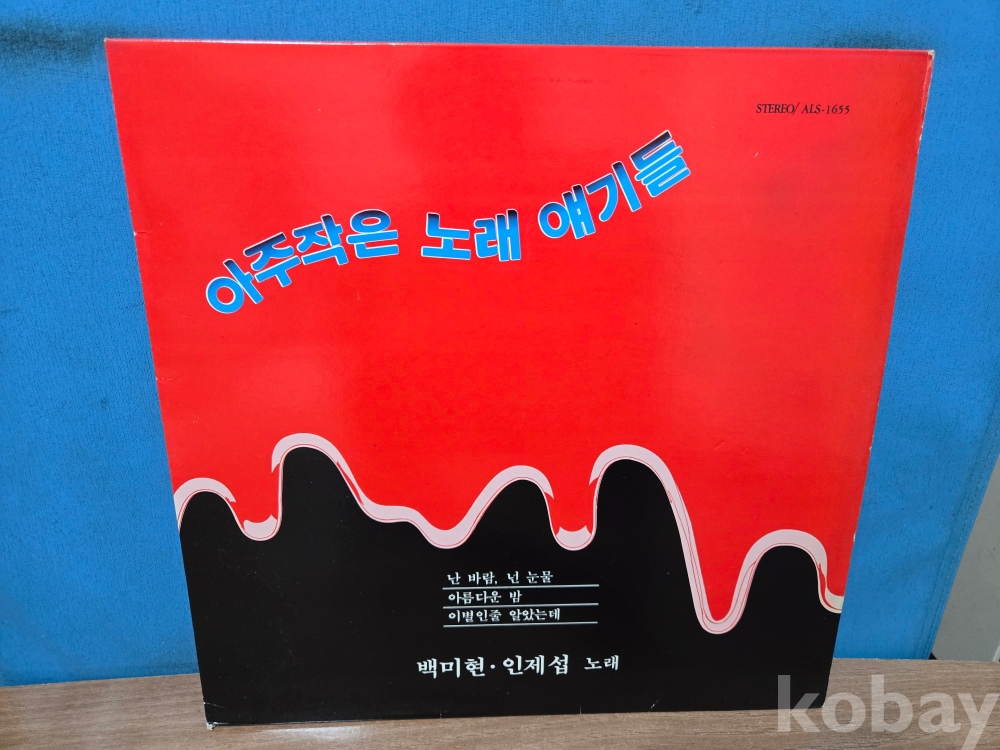 STEREO/ ALS-1655
아주작은 노래 얘기들
난 바람, 넌 눈물
아름다운 밤
이별인줄 알았는데
백미현·인제섭 노래
kobay